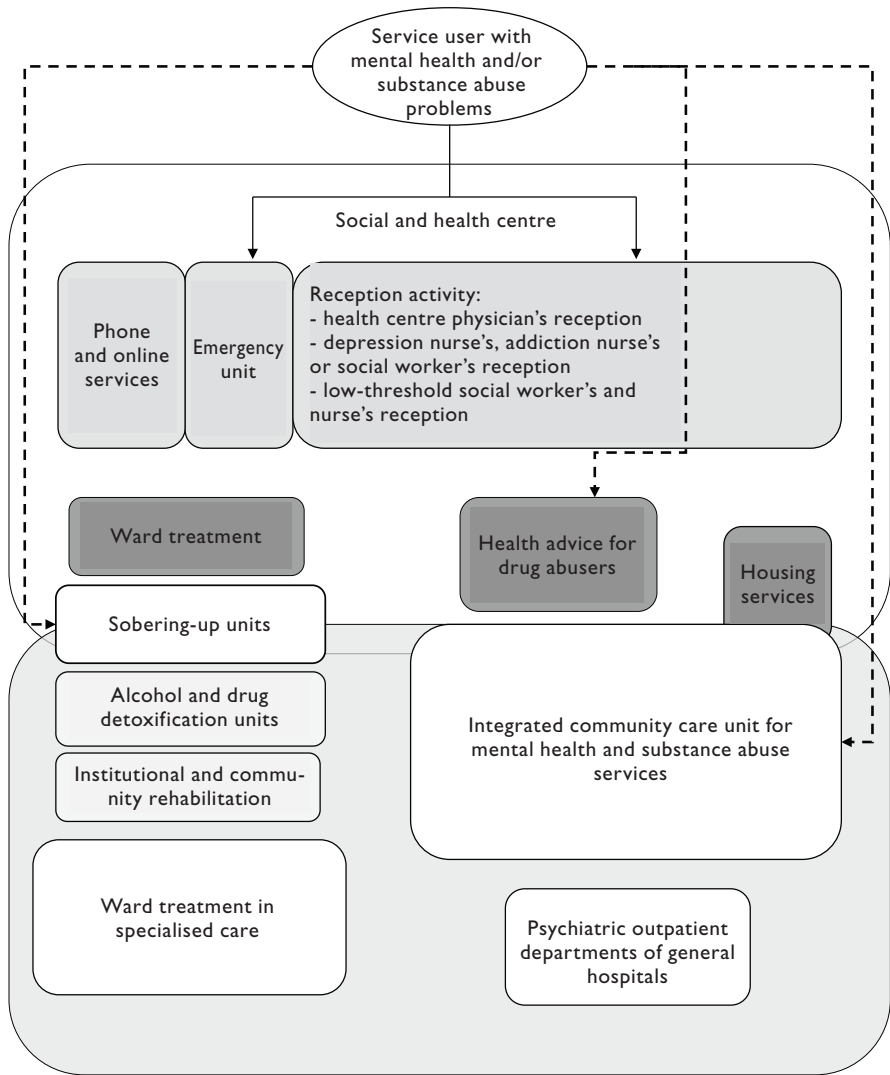 Service user with
mental health and/or
substance abuse
problems
Social and health centre
Phone
and online
services
Emergency
unit
Reception activity:
- health centre physician's reception
- depression nurse's, addiction nurse's
or social worker's reception
- low-threshold social worker's and
nurse's reception
Ward treatment
Health advice for
drug abusers
Housing
services
Sobering-up units
Alcohol and drug
detoxification units
Institutional and commu-
nity rehabilitation
Integrated community care unit for
mental health and substance abuse
services
Ward treatment in
specialised care
Psychiatric outpatient
departments of general
hospitals